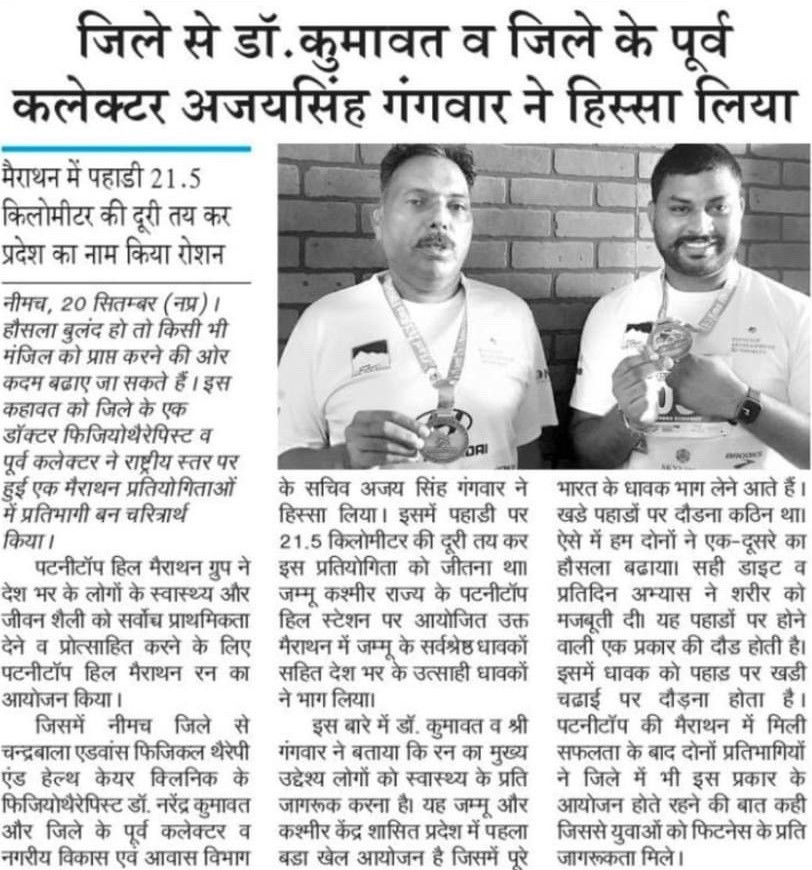 जिले से डॉ.कुमावत व जिले के पूर्व
कलेक्टर अजयसिंह गंगवार ने हिस्सा लिया
मैराथन में पहाडी 21.5
किलोमीटर की दूरी तय कर
प्रदेश का नाम किया रोशन
नीमच, 20 सितम्बर (नप्र)।
हौसला बुलंद हो तो किसी भी
मंजिल को प्राप्त करने की ओर
कदम बढाए जा सकते हैं। इस
कहावत को जिले के एक
डॉक्टर फिजियोथैरेपिस्ट व
पूर्व कलेक्टर ने राष्ट्रीय स्तर पर
हुई एक मैराथन प्रतियोगिताओं
में प्रतिभागी बन चरित्रार्थ
किया।
पटनीटॉप हिल मैराथन ग्रुप ने
देश भर के लोगों के स्वास्थ्य और
जीवन शैली को सर्वोच प्राथमिकता
देने व प्रोत्साहित करने के लिए
पटनीटॉप हिल मैराथन रन का
आयोजन किया।
जिसमें नीमच जिले से
चन्द्रबाला एडवांस फिजिकल थैरेपी
एंड हेल्थ केयर क्लिनिक के
फिजियोथैरेपिस्ट डॉ. नरेंद्र कुमावत
और जिले के पूर्व कलेक्टर व
नगरीय विकास एवं आवास विभाग
के सचिव अजय सिंह गंगवार ने
हिस्सा लिया। इसमें पहाडी पर
21.5 किलोमीटर की दूरी तय कर
इस प्रतियोगिता को जीतना था।
जम्मू कश्मीर राज्य के पटनीटॉप
हिल स्टेशन पर आयोजित उक्त
मैराथन में जम्मू के सर्वश्रेष्ठ धावकों
सहित देश भर के उत्साही धावकों
ने भाग लिया।
इस बारे में डॉ. कुमावत व श्री
गंगवार ने बताया कि रन का मुख्य
उद्देश्य लोगों को स्वास्थ्य के प्रति
जागरूक करना है। यह जम्मू और
कश्मीर केंद्र शासित प्रदेश में पहला
बडा खेल आयोजन है जिसमें पूरे
भारत के धावक भाग लेने आते हैं।
खडे पहाडों पर दौडना कठिन था।
ऐसे में हम दोनों ने एक-दूसरे का
हौसला बढाया। सही डाइट व
प्रतिदिन अभ्यास ने शरीर को
मजबूती दी। यह पहाडों पर होने
वाली एक प्रकार की दौड होती है।
इसमें धावक को पहाड पर खडी
चढाई पर दौड़ना होता है।
पटनीटॉप की मैराथन में मिली
सफलता के बाद दोनों प्रतिभागियों
ने जिले में भी इस प्रकार के
आयोजन होते रहने की बात कही
जिससे युवाओं को फिटनेस के प्रति
जागरूकता मिले।